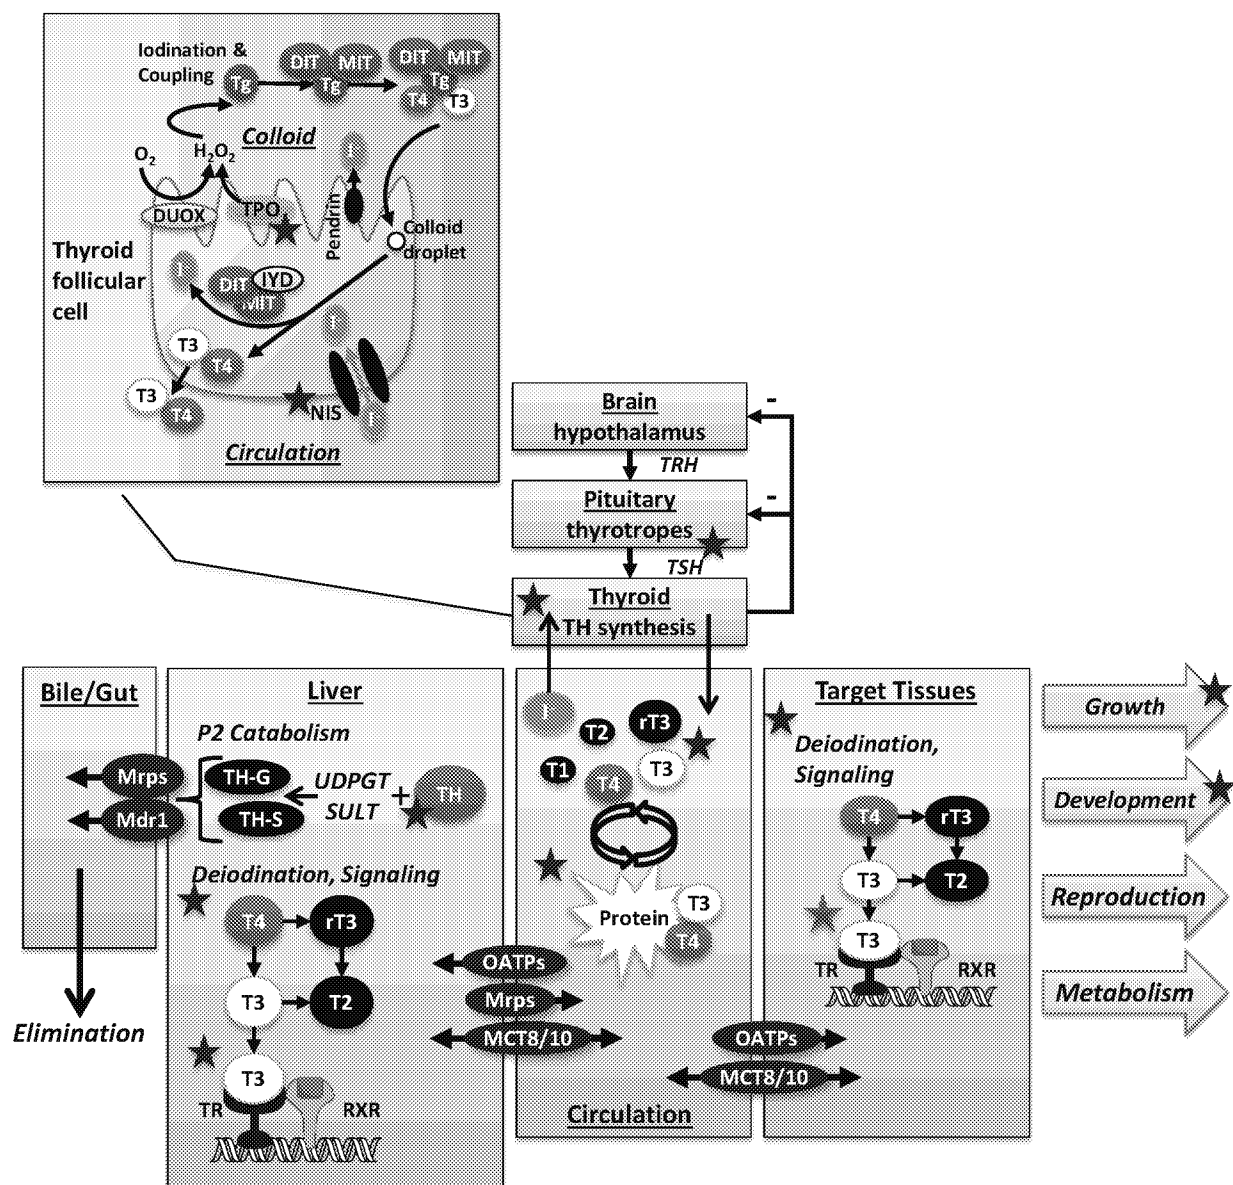 Iodination &
Coupling
Tg
DIT
MIT
Tg
DIT
MIT
Tg
T4
T3
Colloid
O2
H2O2
I-
DUOX
TPO
Pendrin
Colloid
droplet
Thyroid
follicular
cell
I-
DIT
IYD
MIT
I-
T3
T4
T3
T4
NIS
I-
Circulation
Brain
hypothalamus
-
TRH
Pituitary
thyrotropes
-
TSH
Thyroid
TH synthesis
Bile/Gut
Mrps
Mdr1
Elimination
Liver
P2 Catabolism
TH-G
TH-S
UDPGT
SULT
+
TH
Deiodination, Signaling
T4
rT3
T3
T2
T3
TR
RXR
I-
T2
rT3
T1
T4
T3
Protein
T3
T4
OATPs
Mrps
MCT8/10
Circulation
Target Tissues
Deiodination,
Signaling
T4
rT3
T3
T2
T3
TR
RXR
OATPs
MCT8/10
Growth
Development
Reproduction
Metabolism